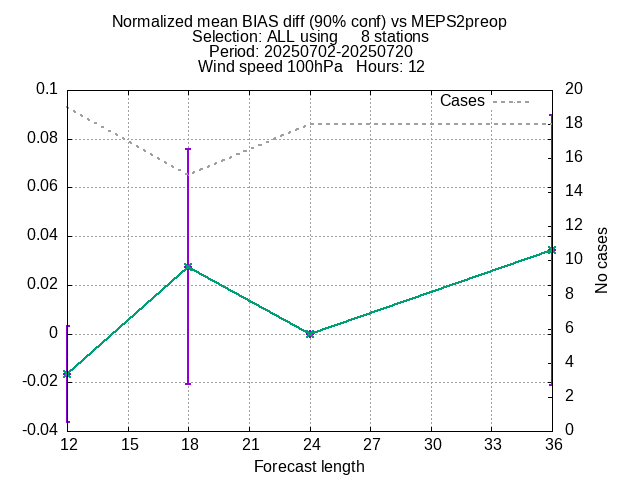 Normalized mean BIAS diff (90% conf) vs MEPS2preop
Selection: ALL using     8 stations
Period: 20250702-20250720
Wind speed 100hPa   Hours: 12
0.1
0.08
0.06
0.04
0.02
0
-0.02
-0.04
Cases
20
18
16
14
12
10
8
6
4
2
0
No cases
12 15 18 21 24 27 30 33 36
Forecast length